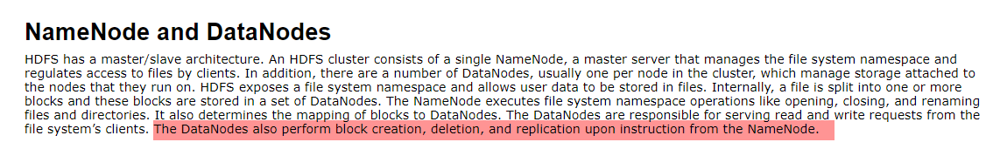 NameNode and DataNodes
HDFS has a master/slave architecture. An HDFS cluster consists of a single NameNode, a master server that manages the file system namespace and
regulates access to files by clients. In addition, there are a number of DataNodes, usually one per node in the cluster, which manage storage attached to
the nodes that they run on. HDFS exposes a file system namespace and allows user data to be stored in files. Internally, a file is split into one or more
blocks and these blocks are stored in a set of DataNodes. The NameNode executes file system namespace operations like opening, closing, and renaming
files and directories. It also determines the mapping of blocks to DataNodes. The DataNodes are responsible for serving read and write requests from the
file system’s clients. The DataNodes also perform block creation, deletion, and replication upon instruction from the NameNode.